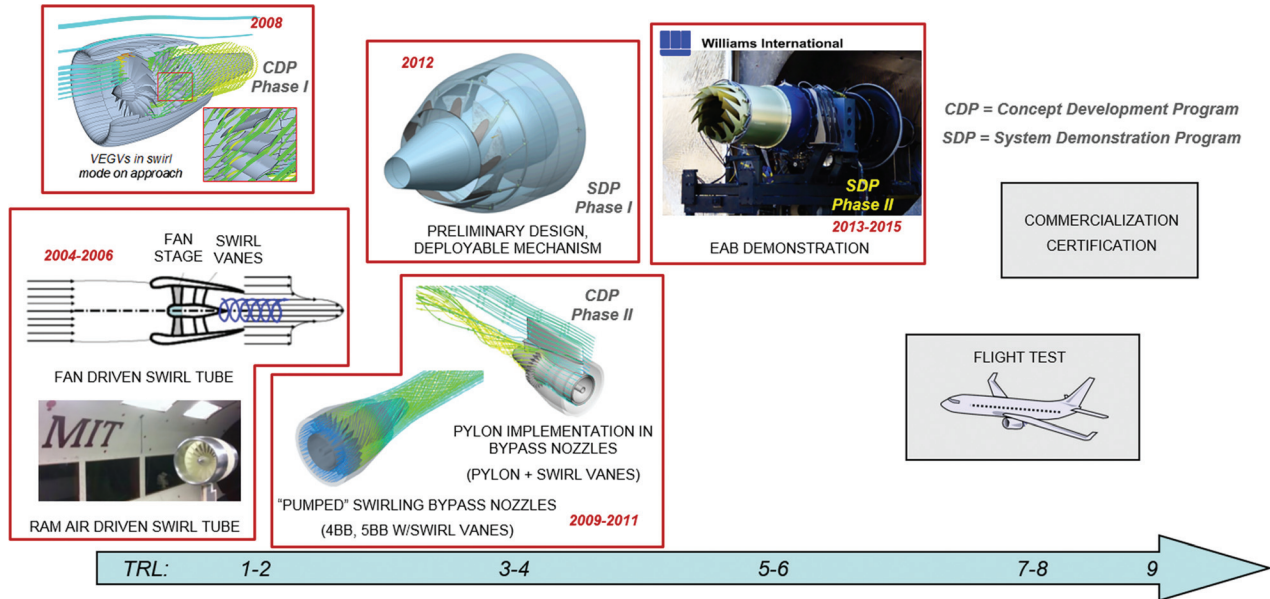 2008
CDP
Phase I
VEGVs in swirl
mode on approach
2012
SDP
Phase I
PRELIMINARY DESIGN,
DEPLOYABLE MECHANISM
Williams International
SDP
Phase II
2013-2015
EAB DEMONSTRATION
CDP = Concept Development Program
SDP = System Demonstration Program
COMMERCIALIZATION
CERTIFICATION
2004-2006
FAN
STAGE
SWIRL
VANES
FAN DRIVEN SWIRL TUBE
MIT
RAM AIR DRIVEN SWIRL TUBE
CDP
Phase II
PYLON IMPLEMENTATION IN
BYPASS NOZZLES
(PYLON + SWIRL VANES)
"PUMPED" SWIRLING BYPASS NOZZLES
(4BB, 5BB W/SWIRL VANES)
2009-2011
FLIGHT TEST
TRL: 1-2 3-4 5-6 7-8 9